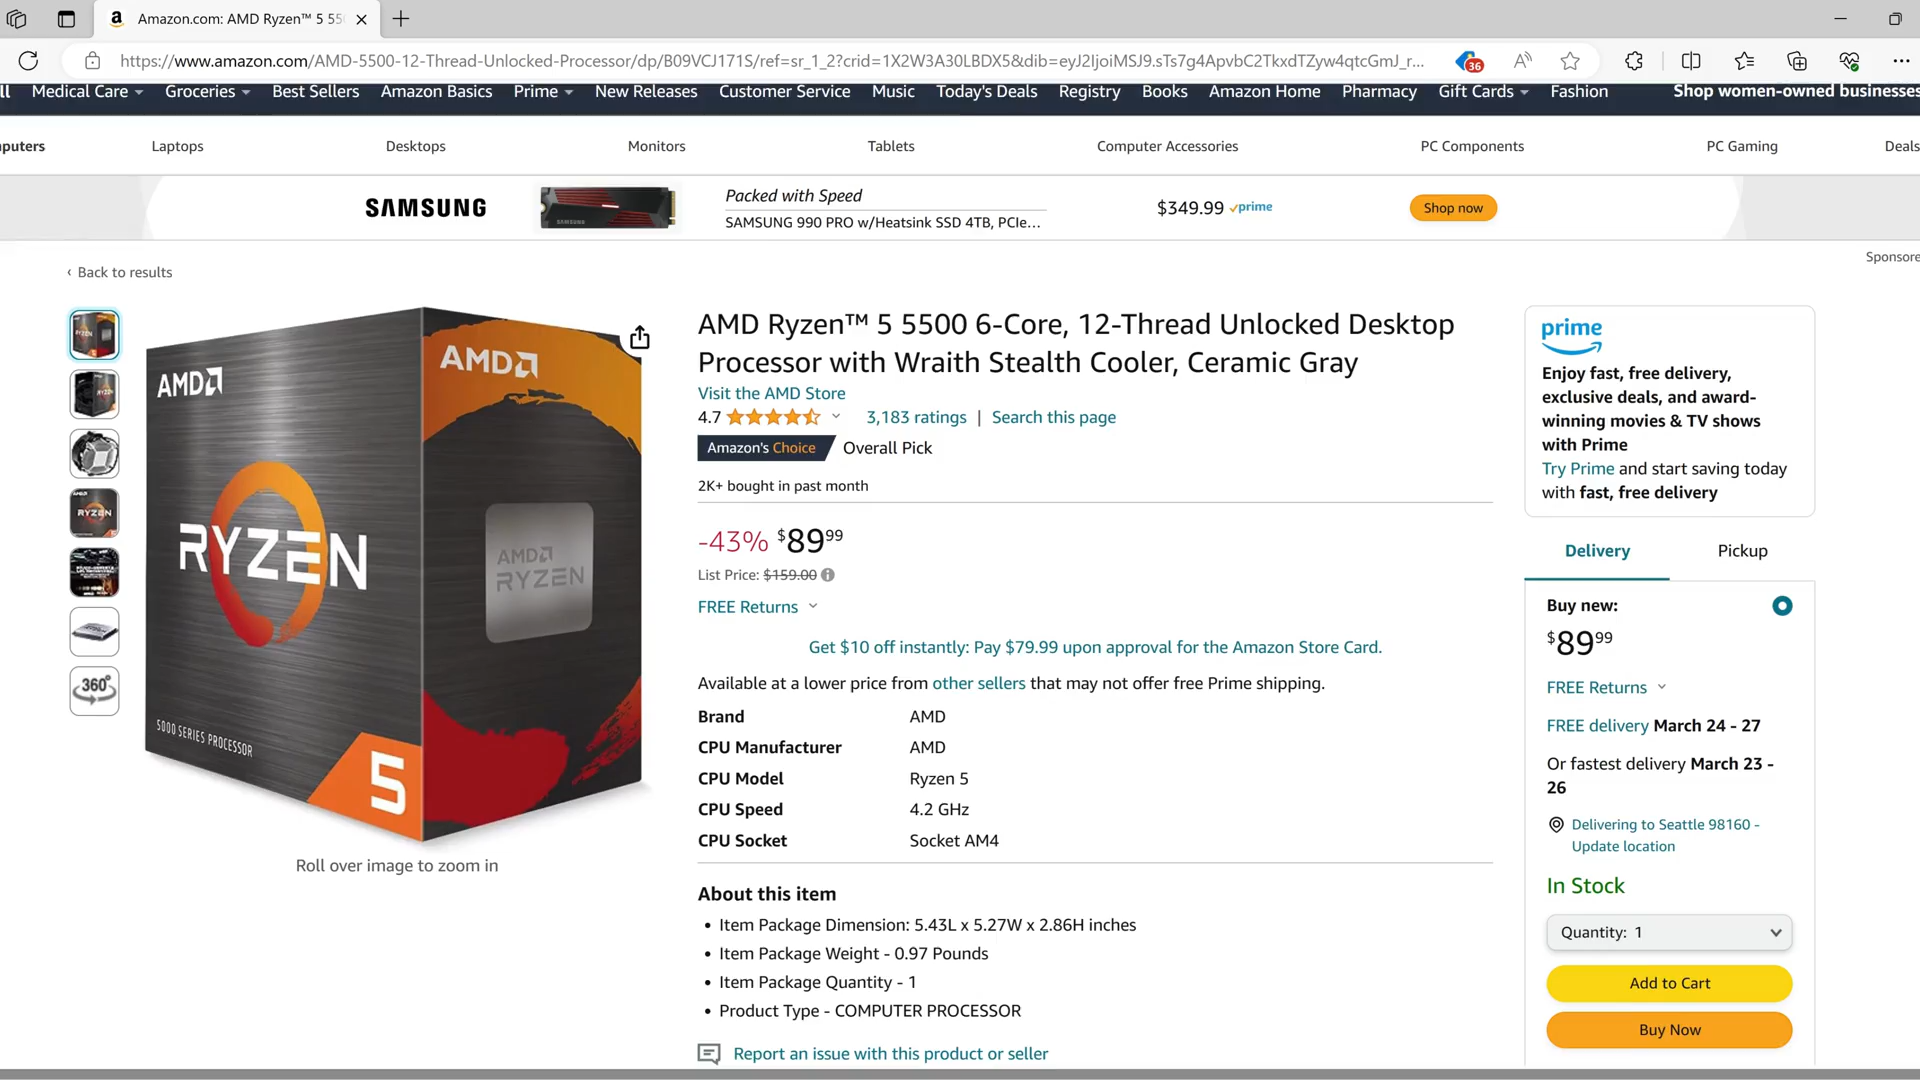 Amazon.com: AMD Ryzen™ 5 55
https://www.amazon.com/AMD-5500-12-Thread-Unlocked-Processor/dp/B09VCJ171S/ref=sr_1_2?crid=1X2W3A30LBDX5&dib=eyJ2IjoiMSJ9.sTs7g4ApvbC2TkxdTZyw4qtcGmJ_r...
36
ll Medical Care Groceries Best Sellers Amazon Basics Prime New Releases Customer Service Music Today's Deals Registry Books Amazon Home Pharmacy Gift Cards Fashion Shop women-owned businesses
puters Laptops Desktops Monitors Tablets Computer Accessories PC Components PC Gaming Deals
SAMSUNG
Packed with Speed
SAMSUNG 990 PRO w/Heatsink SSD 4TB, PCIe...
$349.99 prime
Shop now
Sponsore
‹ Back to results
AMD
RYZEN
5000 SERIES PROCESSOR
5
AMD
AMD
RYZEN
360°
Roll over image to zoom in
AMD Ryzen™ 5 5500 6-Core, 12-Thread Unlocked Desktop
Processor with Wraith Stealth Cooler, Ceramic Gray
Visit the AMD Store
4.7 3,183 ratings | Search this page
Amazon's Choice Overall Pick
2K+ bought in past month
-43% $89.99
List Price: $159.00
FREE Returns
Get $10 off instantly: Pay $79.99 upon approval for the Amazon Store Card.
Available at a lower price from other sellers that may not offer free Prime shipping.
Brand AMD
CPU Manufacturer AMD
CPU Model Ryzen 5
CPU Speed 4.2 GHz
CPU Socket Socket AM4
About this item
• Item Package Dimension: 5.43L x 5.27W x 2.86H inches
• Item Package Weight - 0.97 Pounds
• Item Package Quantity - 1
• Product Type - COMPUTER PROCESSOR
Report an issue with this product or seller
prime
Enjoy fast, free delivery,
exclusive deals, and award-
winning movies & TV shows
with Prime
Try Prime and start saving today
with fast, free delivery
Delivery Pickup
Buy new:
$89.99
FREE Returns
FREE delivery March 24 - 27
Or fastest delivery March 23 -
26
Delivering to Seattle 98160 -
Update location
In Stock
Quantity: 1
Add to Cart
Buy Now